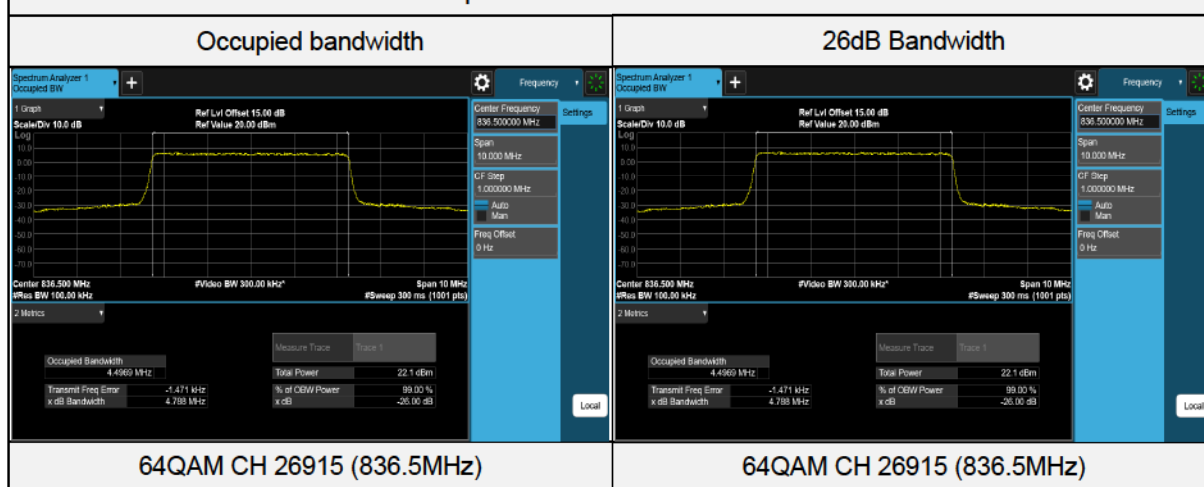 Occupied bandwidth
26dB Bandwidth
Spectrum Analyzer 1
Occupied BW
+
Frequency
1 Graph
Scale/Div 10.0 dB
Ref Lvl Offset 15.00 dB
Ref Value 20.00 dBm
Log
10.0
0.00
-10.0
-20.0
-30.0
-40.0
-50.0
-60.0
-70.0
Center 836.500 MHz
#Res BW 100.00 kHz
#Video BW 300.00 kHz*
Span 10 MHz
#Sweep 300 ms (1001 pts)
2 Metrics
Measure Trace Trace 1
Occupied Bandwidth
4.4969 MHz
Total Power 22.1 dBm
Transmit Freq Error -1.471 kHz
% of OBW Power 99.00 %
x dB Bandwidth 4.788 MHz
x dB -26.00 dB
Center Frequency
836.500000 MHz
Settings
Span
10.000 MHz
CF Step
1.000000 MHz
Auto
Man
Freq Offset
0 Hz
Local
Spectrum Analyzer 1
Occupied BW
+
Frequency
1 Graph
Scale/Div 10.0 dB
Ref Lvl Offset 15.00 dB
Ref Value 20.00 dBm
Log
10.0
0.00
-10.0
-20.0
-30.0
-40.0
-50.0
-60.0
-70.0
Center 836.500 MHz
#Res BW 100.00 kHz
#Video BW 300.00 kHz*
Span 10 MHz
#Sweep 300 ms (1001 pts)
2 Metrics
Measure Trace Trace 1
Occupied Bandwidth
4.4969 MHz
Total Power 22.1 dBm
Transmit Freq Error -1.471 kHz
% of OBW Power 99.00 %
x dB Bandwidth 4.788 MHz
x dB -26.00 dB
Center Frequency
836.500000 MHz
Settings
Span
10.000 MHz
CF Step
1.000000 MHz
Auto
Man
Freq Offset
0 Hz
Local
64QAM CH 26915 (836.5MHz)
64QAM CH 26915 (836.5MHz)